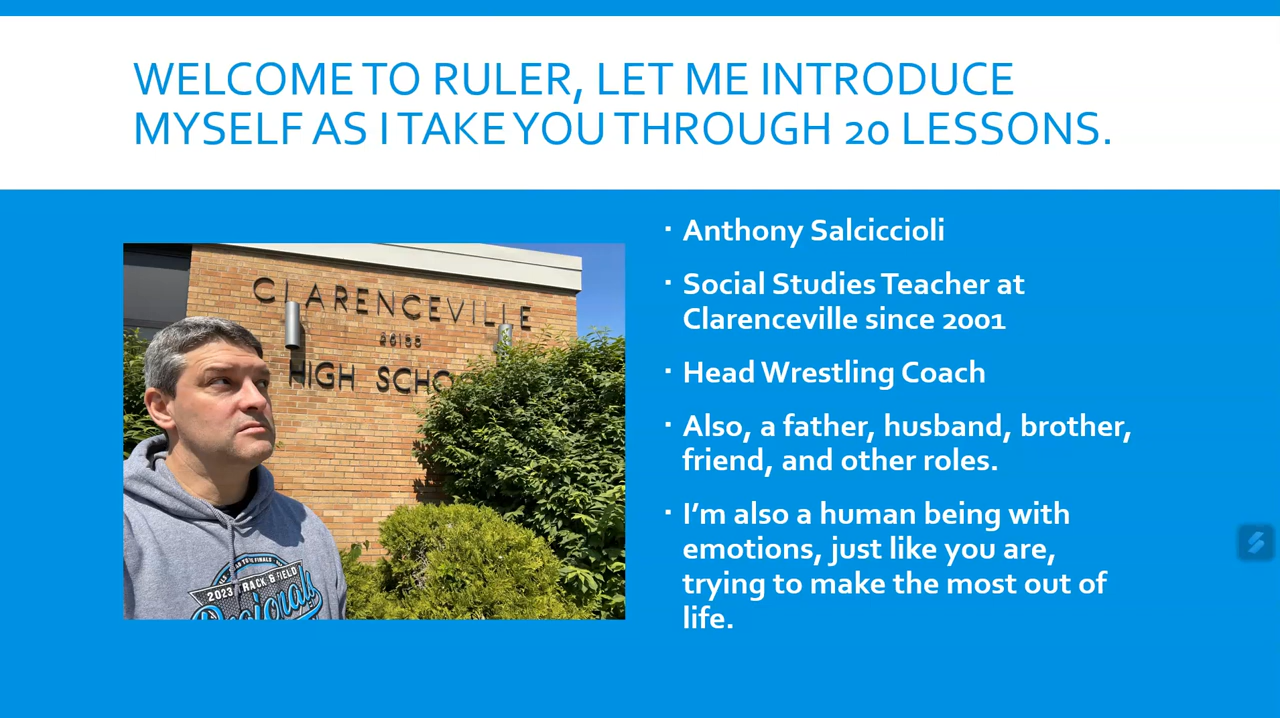 WELCOME TO RULER, LET ME INTRODUCE
MYSELF AS I TAKE YOU THROUGH 20 LESSONS.
Anthony Salciccioli
Social Studies Teacher at
Clarenceville since 2001
Head Wrestling Coach
Also, a father, husband, brother,
friend, and other roles.
I'm also a human being with
emotions, just like you are,
trying to make the most out of
life.
CLARENCEVILLE
HIGH SCHO
2023 TRACK & FIELD
Regionals